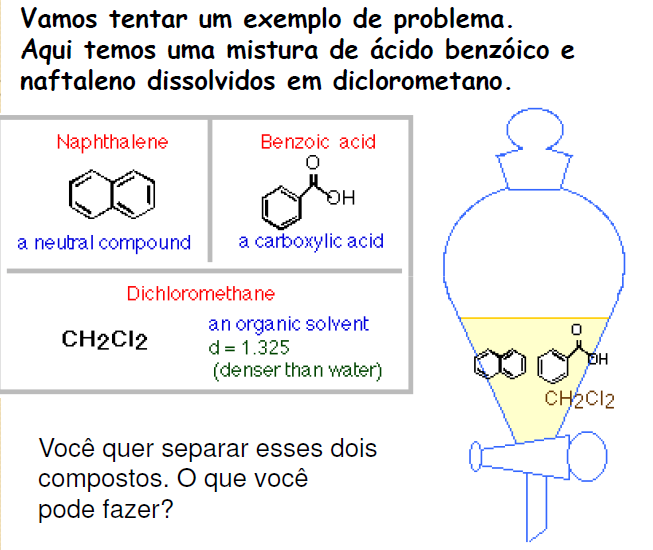 Vamos tentar um exemplo de problema.
Aqui temos uma mistura de ácido benzóico e
naftaleno dissolvidos em diclorometano.
Naphthalene
a neutral compound
Benzoic acid
O
OH
a carboxylic acid
Dichloromethane
CH2Cl2
an organic solvent
d = 1.325
(denser than water)
O
OH
CH2Cl2
Você quer separar esses dois
compostos. O que você
pode fazer?